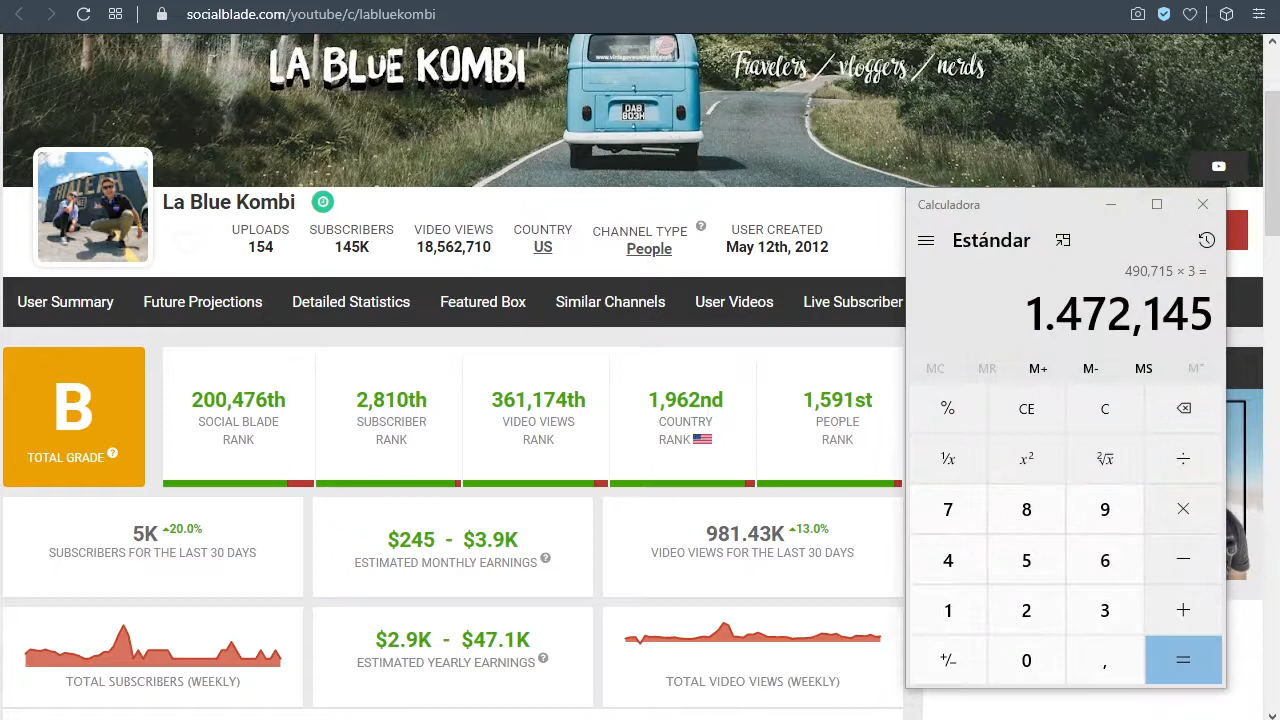 socialblade.com/youtube/c/labluekombi
LA BLUE KOMBI
Travelers / vloggers / nerds
DAB
803H
La Blue Kombi
UPLOADS
154
SUBSCRIBERS
145K
VIDEO VIEWS
18,562,710
COUNTRY
US
CHANNEL TYPE ?
People
USER CREATED
May 12th, 2012
User Summary
Future Projections
Detailed Statistics
Featured Box
Similar Channels
User Videos
Live Subscriber
B
TOTAL GRADE ?
200,476th
SOCIAL BLADE
RANK
2,810th
SUBSCRIBER
RANK
361,174th
VIDEO VIEWS
RANK
1,962nd
COUNTRY
RANK
1,591st
PEOPLE
RANK
5K 20.0%
SUBSCRIBERS FOR THE LAST 30 DAYS
$245 - $3.9K
ESTIMATED MONTHLY EARNINGS ?
981.43K 13.0%
VIDEO VIEWS FOR THE LAST 30 DAYS
TOTAL SUBSCRIBERS (WEEKLY)
$2.9K - $47.1K
ESTIMATED YEARLY EARNINGS ?
TOTAL VIDEO VIEWS (WEEKLY)
Calculadora
Estándar
490,715 × 3 =
1.472,145
MC MR M+ M- MS M˅
% CE C
¹/x x² ²√x ÷
7 8 9 ×
4 5 6 −
1 2 3 +
+/− 0 , =